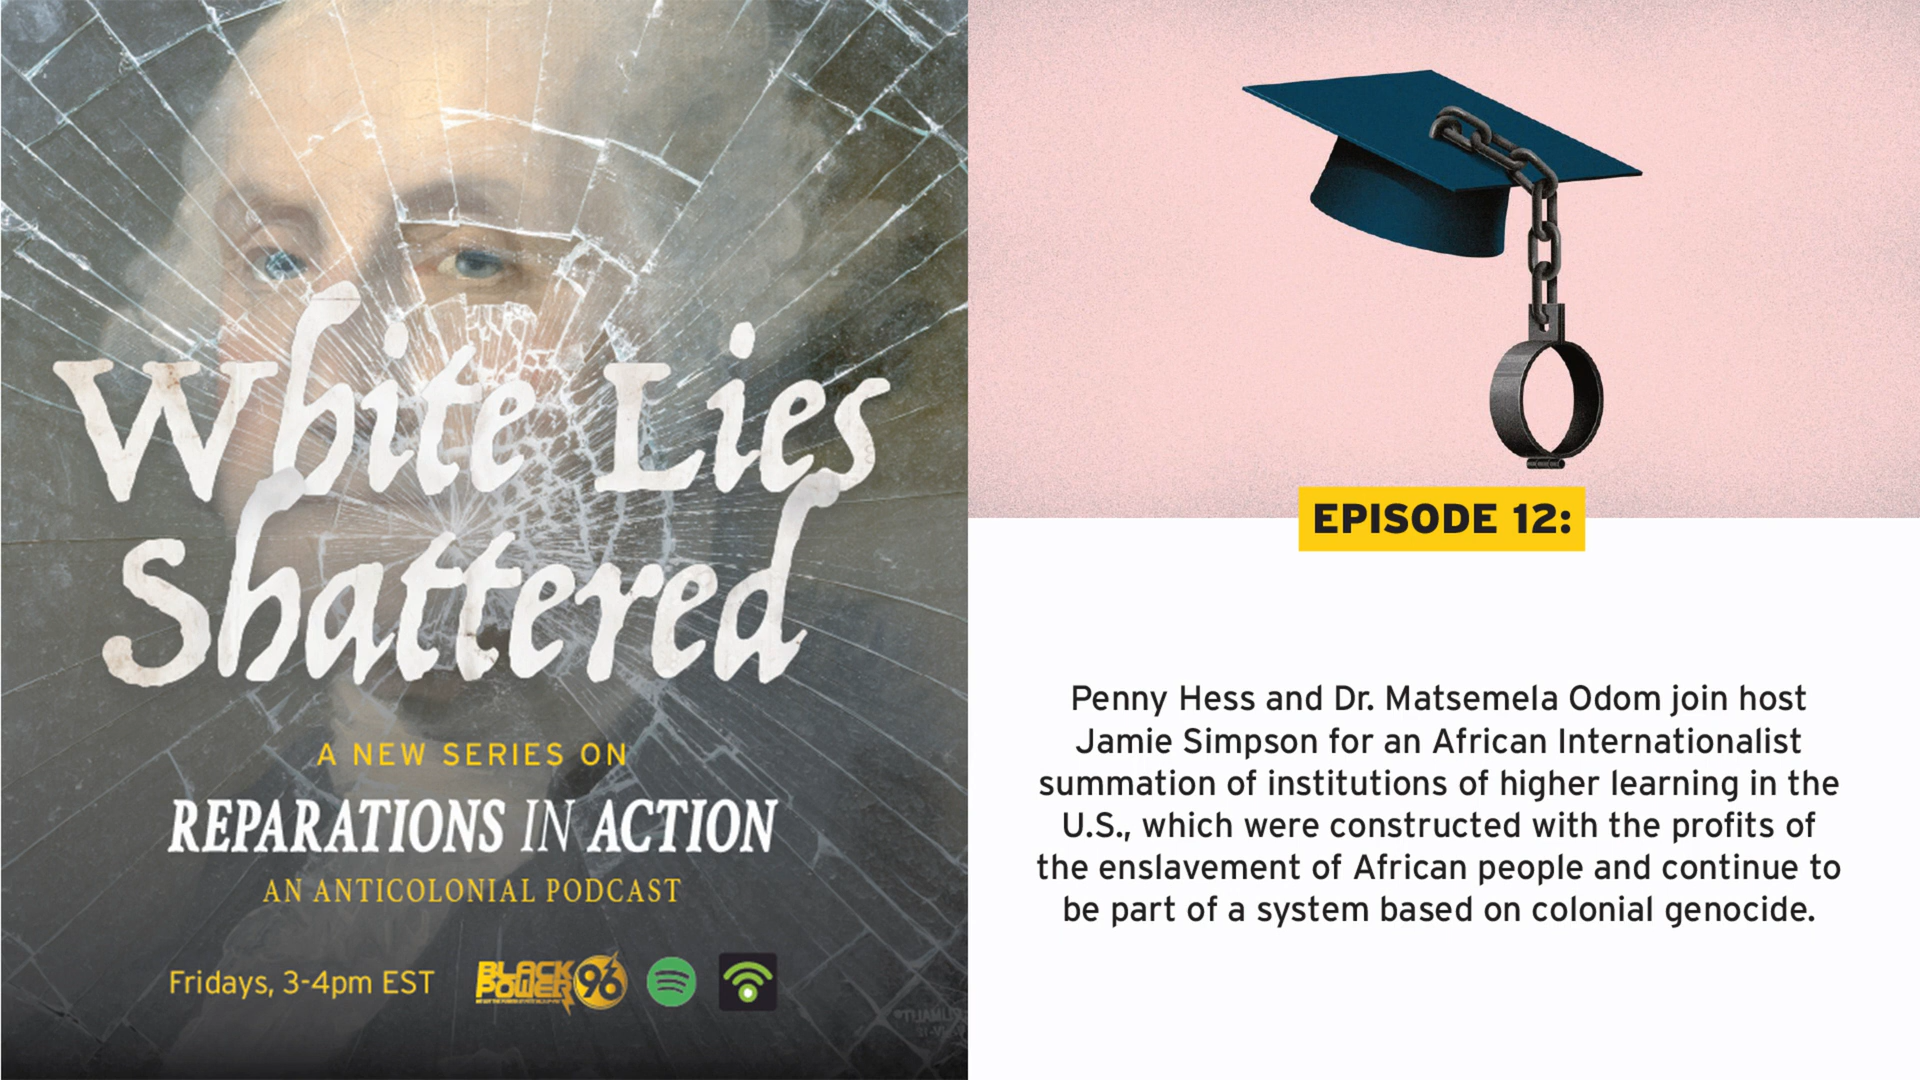 White Lies
Shattered
A NEW SERIES ON
REPARATIONS IN ACTION
AN ANTICOLONIAL PODCAST
Fridays, 3-4pm EST
BLACK
POWER
96
EPISODE 12:
Penny Hess and Dr. Matsemela Odom join host
Jamie Simpson for an African Internationalist
summation of institutions of higher learning in the
U.S., which were constructed with the profits of
the enslavement of African people and continue to
be part of a system based on colonial genocide.